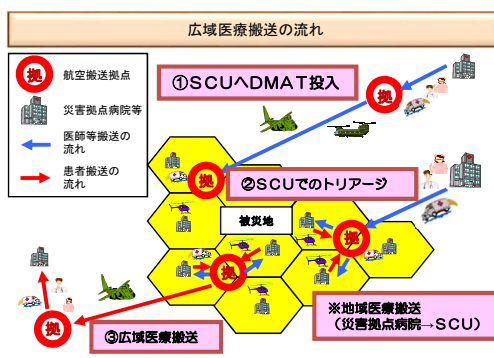 広域医療搬送の流れ
拠
航空搬送拠点
災害拠点病院等
医師等搬送の
流れ
患者搬送の
流れ
①ＳＣＵへＤＭＡＴ投入
拠
拠
②ＳＣＵでのトリアージ
被災地
拠
拠
拠
③広域医療搬送
※地域医療搬送
（災害拠点病院→ＳＣＵ）